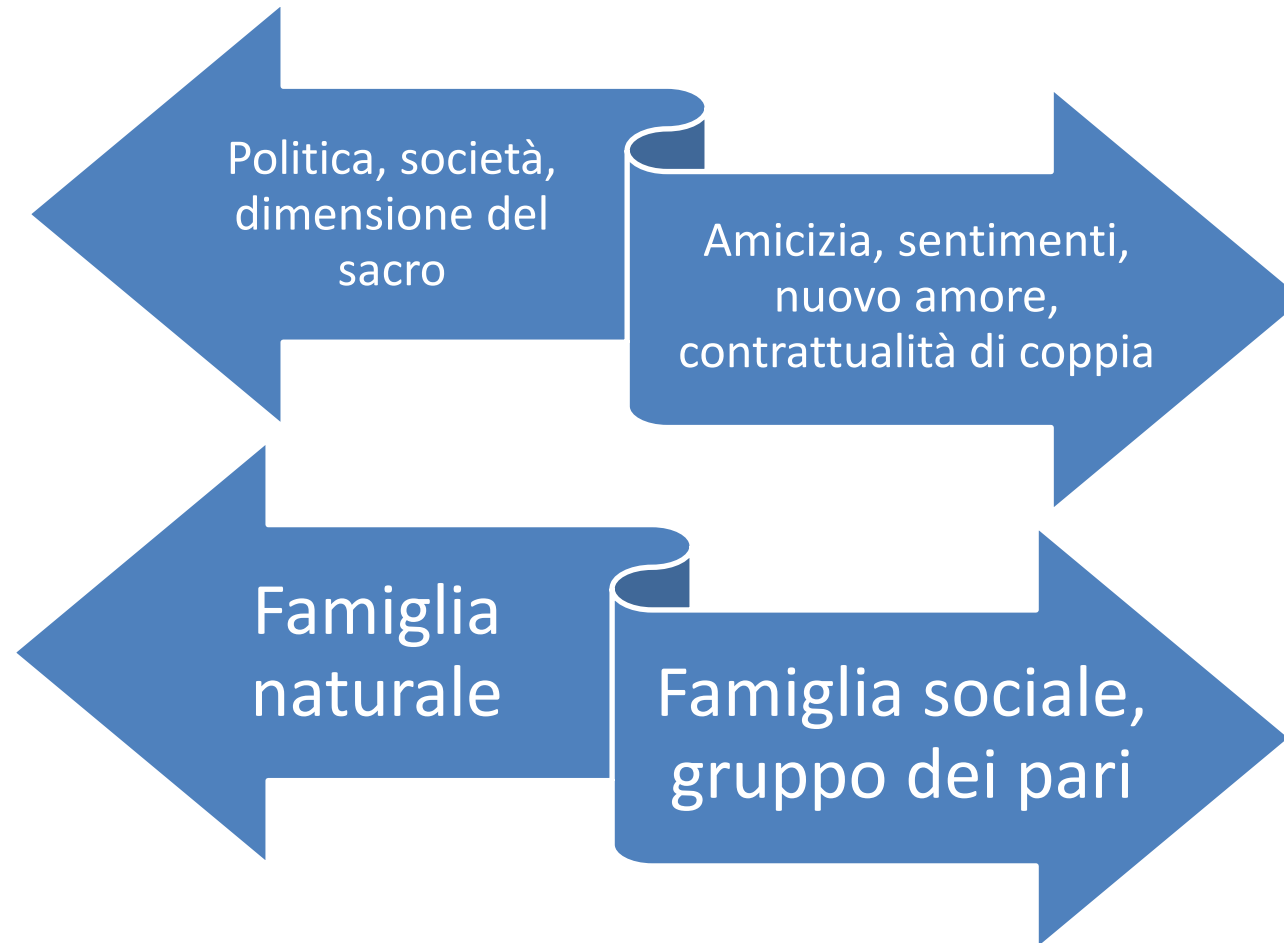 Politica, società,
dimensione del
sacro
Amicizia, sentimenti,
nuovo amore,
contrattualità di coppia
Famiglia
naturale
Famiglia sociale,
gruppo dei pari